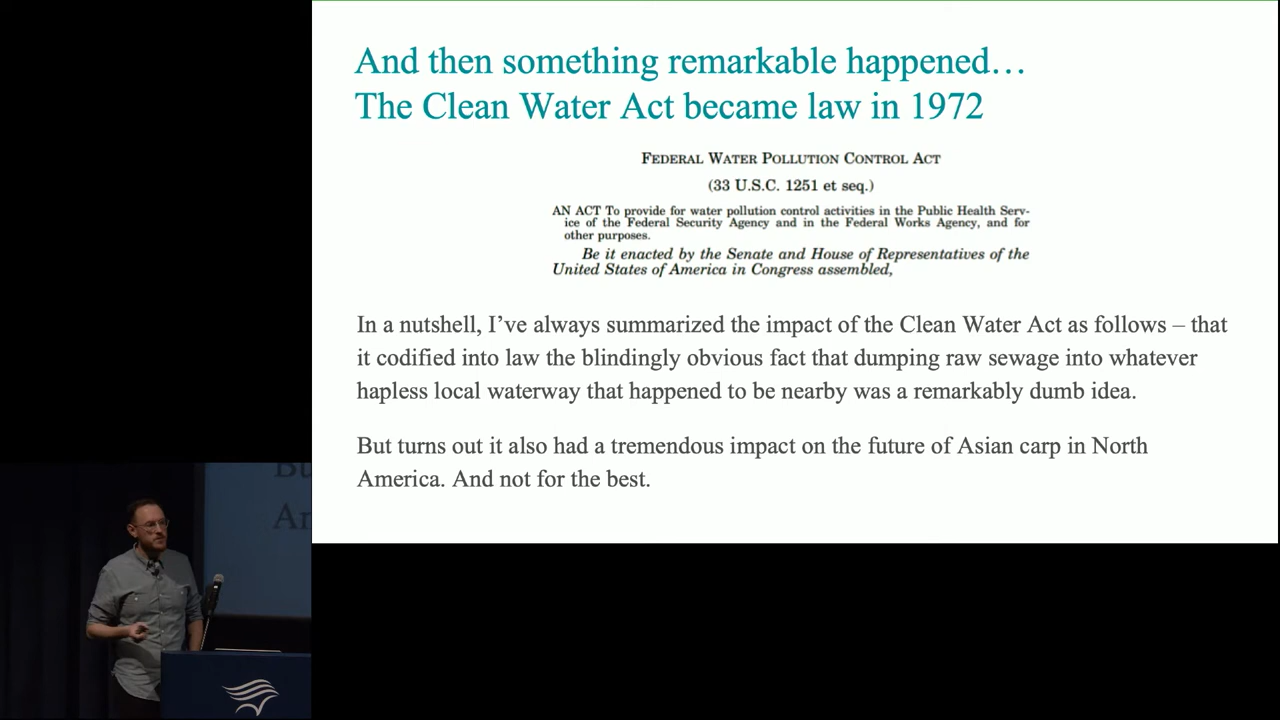 And then something remarkable happened…
The Clean Water Act became law in 1972
FEDERAL WATER POLLUTION CONTROL ACT
(33 U.S.C. 1251 et seq.)
AN ACT To provide for water pollution control activities in the Public Health Serv-
ice of the Federal Security Agency and in the Federal Works Agency, and for
other purposes.
Be it enacted by the Senate and House of Representatives of the
United States of America in Congress assembled,
In a nutshell, I’ve always summarized the impact of the Clean Water Act as follows – that
it codified into law the blindingly obvious fact that dumping raw sewage into whatever
hapless local waterway that happened to be nearby was a remarkably dumb idea.
But turns out it also had a tremendous impact on the future of Asian carp in North
America. And not for the best.
Bu
An